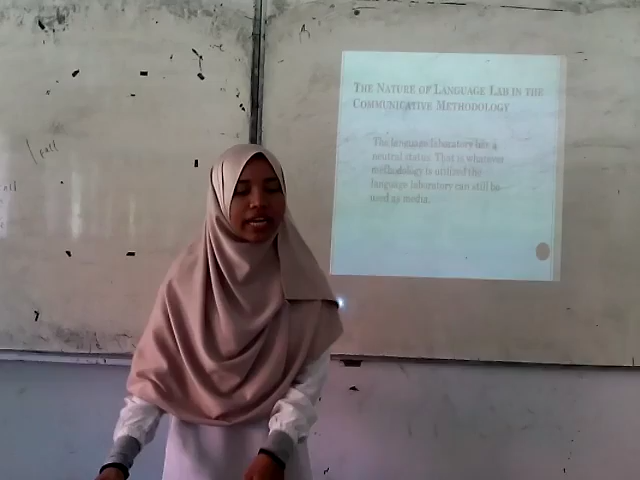 THE NATURE OF LANGUAGE LAB IN THE
COMMUNICATIVE METHODOLOGY
The language laboratory has a
neutral status. That is whatever
methodology is utilized the
language laboratory can still be
used as media.
all